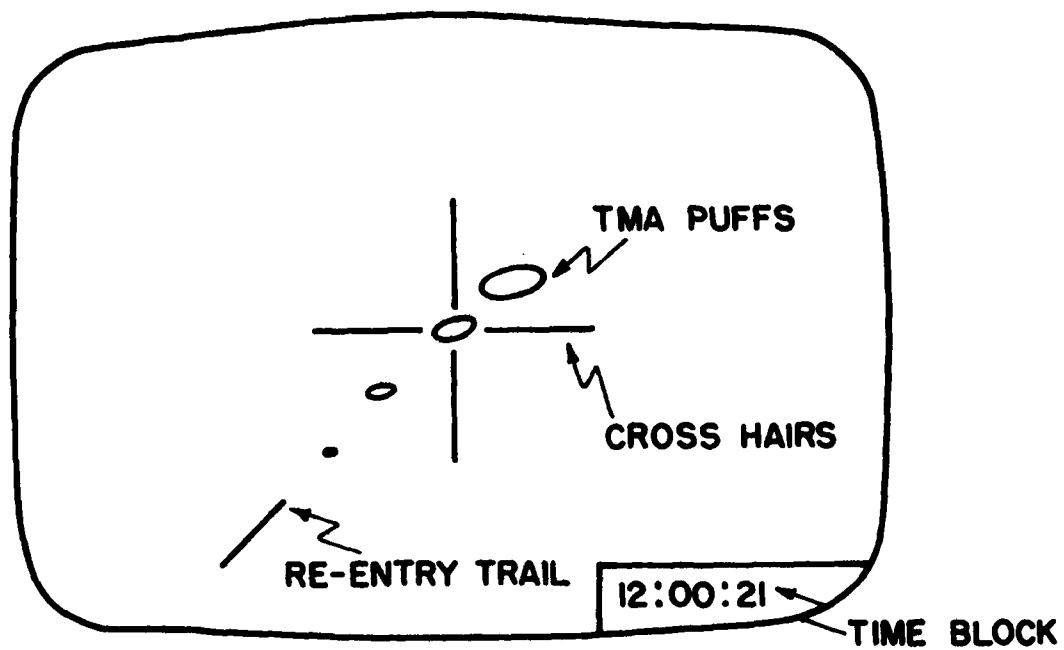 TMA PUFFS
CROSS HAIRS
RE-ENTRY TRAIL
12:00:21
TIME BLOCK